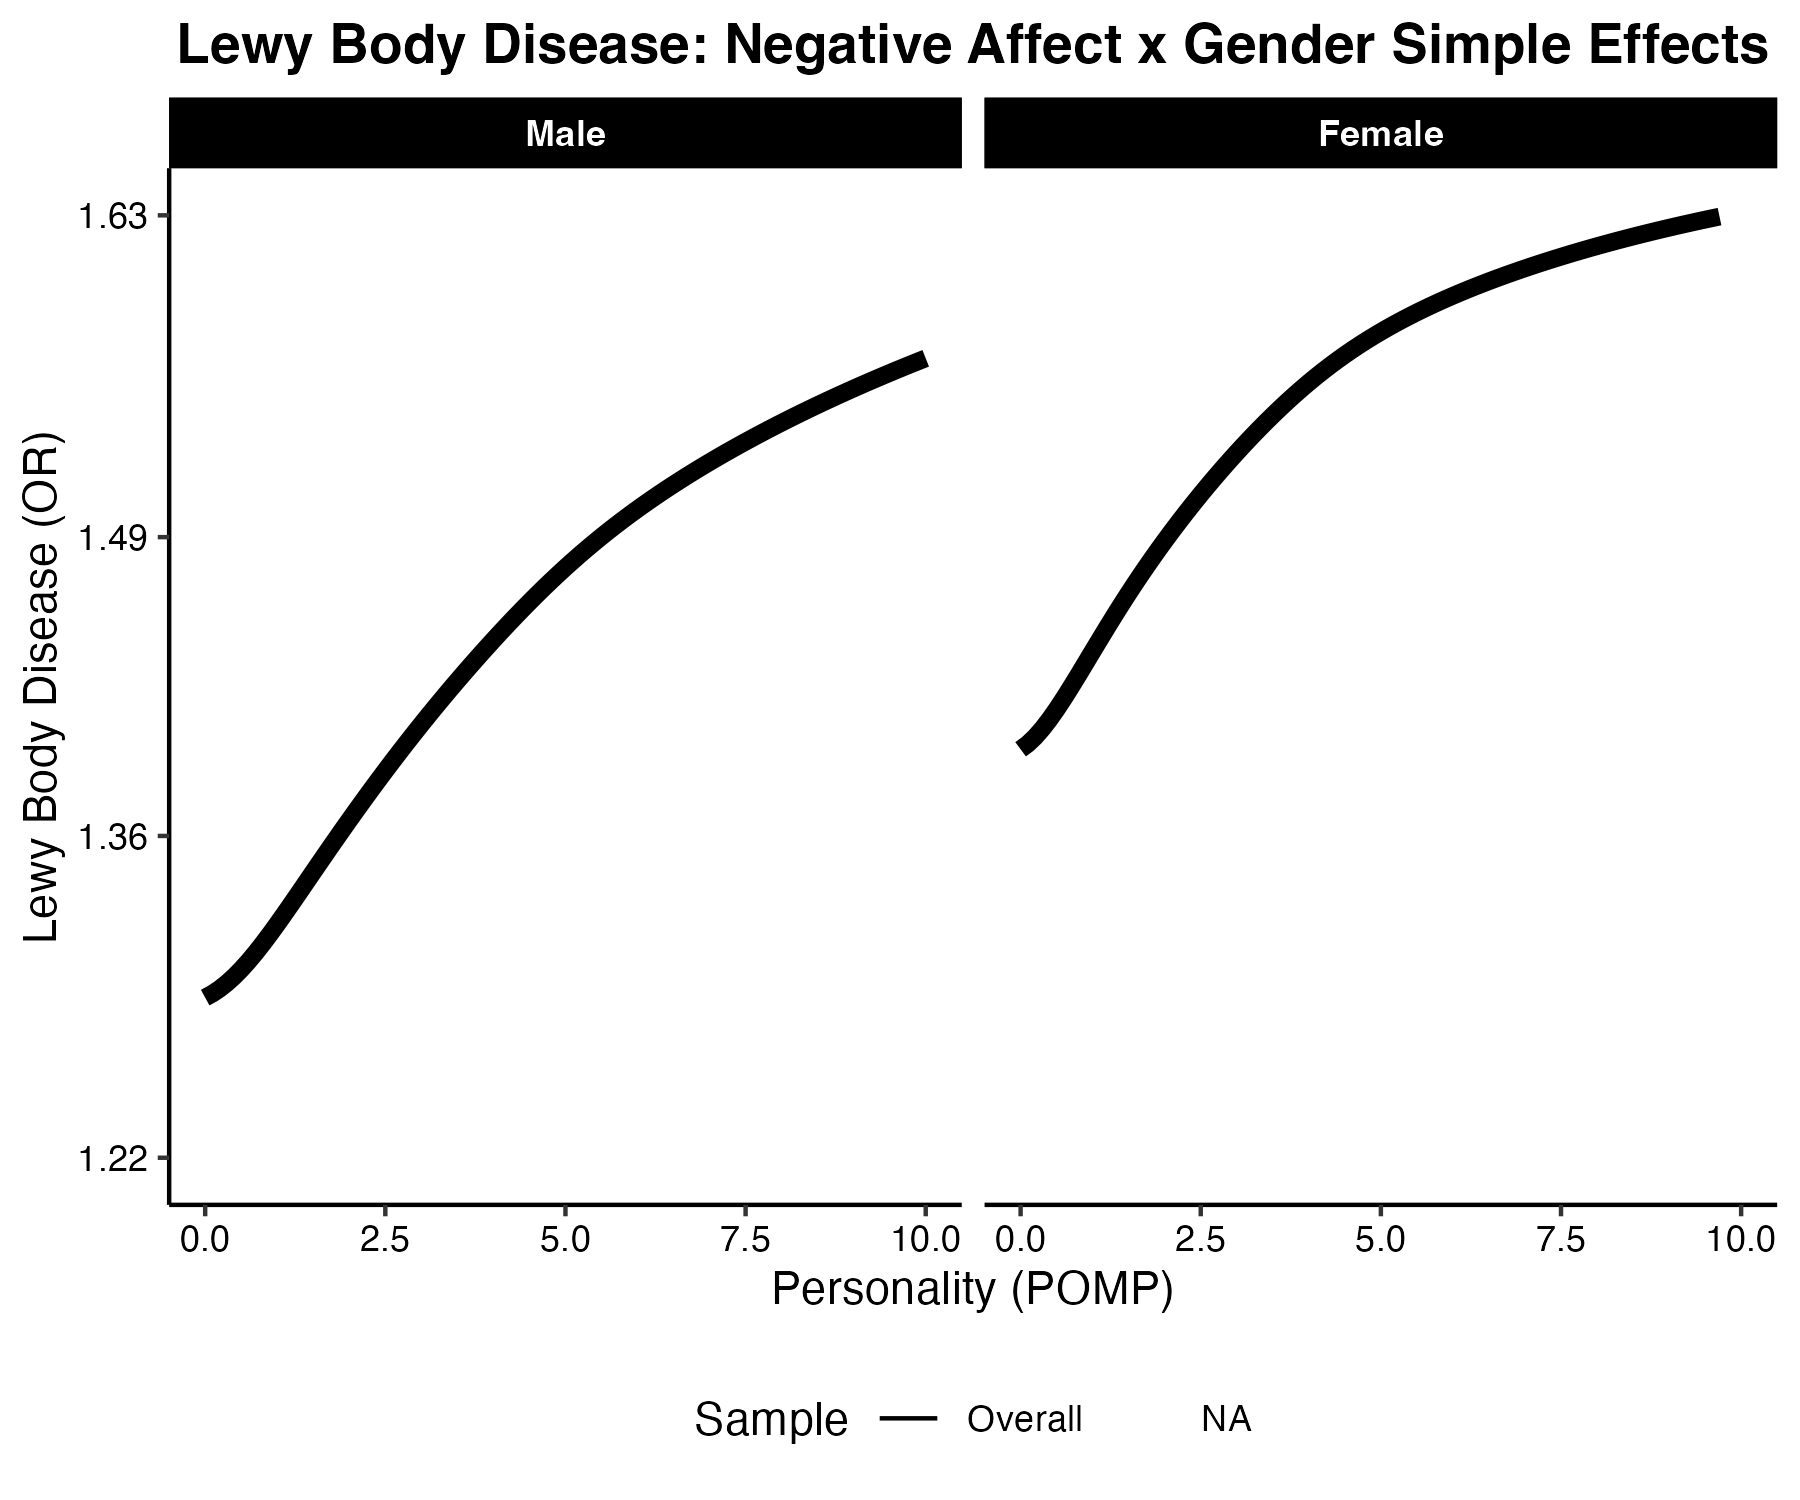 Lewy Body Disease: Negative Affect x Gender Simple Effects
Male
Female
Lewy Body Disease (OR)
1.63
1.49
1.36
1.22
0.0 2.5 5.0 7.5 10.0
0.0 2.5 5.0 7.5 10.0
Personality (POMP)
Sample Overall NA